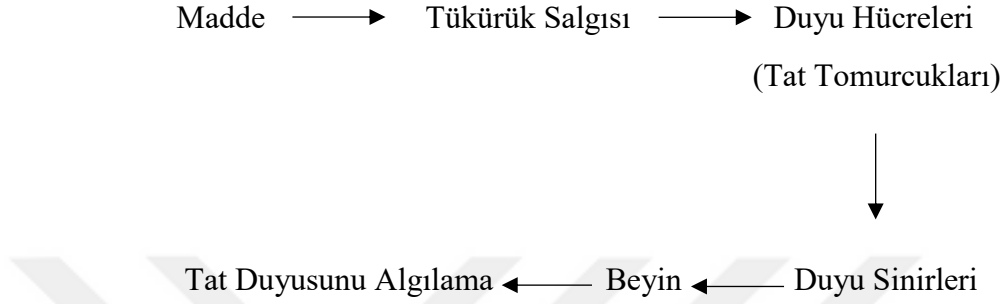 Madde Tükürük Salgısı Duyu Hücreleri
(Tat Tomurcukları)
Tat Duyusunu Algılama Beyin Duyu Sinirleri